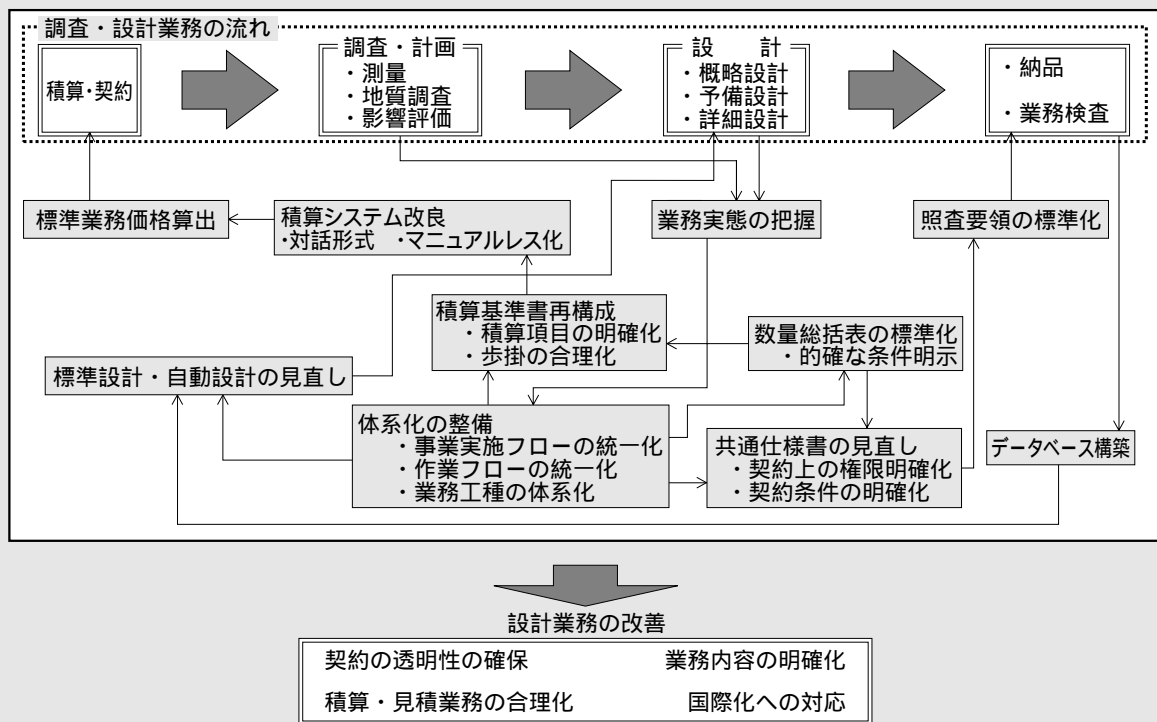 調査・設計業務の流れ
積算・契約
調査・計画
・測量
・地質調査
・影響評価
設　計
・概略設計
・予備設計
・詳細設計
・納品
・業務検査
標準業務価格算出
積算システム改良
・対話形式　・マニュアルレス化
業務実態の把握
照査要領の標準化
積算基準書再構成
・積算項目の明確化
・歩掛の合理化
数量総括表の標準化
・的確な条件明示
標準設計・自動設計の見直し
体系化の整備
・事業実施フローの統一化
・作業フローの統一化
・業務工種の体系化
共通仕様書の見直し
・契約上の権限明確化
・契約条件の明確化
データベース構築
設計業務の改善
契約の透明性の確保　業務内容の明確化
積算・見積業務の合理化　国際化への対応